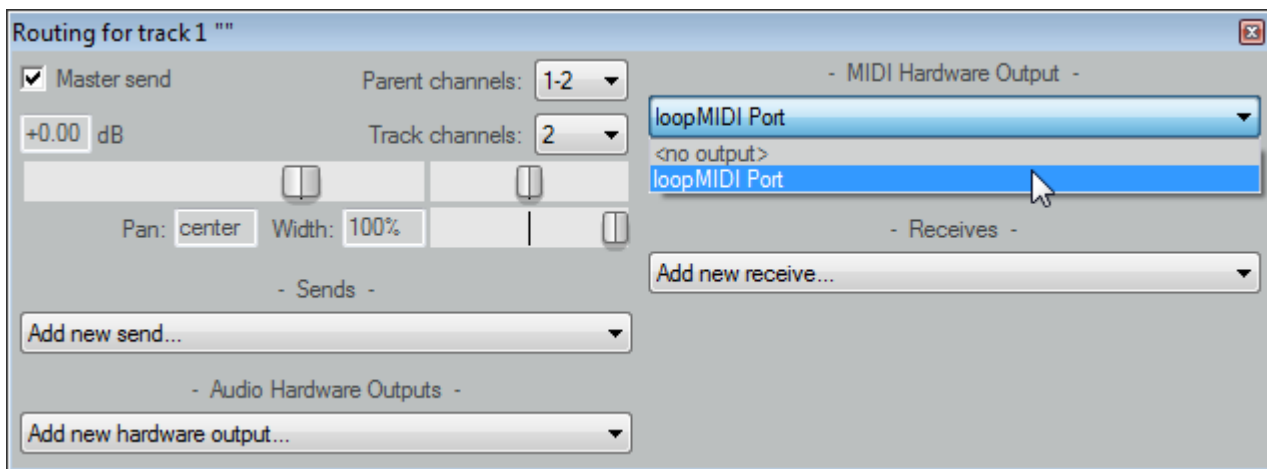 Routing for track 1 ""
Master send
Parent channels: 1-2
+0.00 dB
Track channels: 2
Pan: center Width: 100%
- Sends -
Add new send...
- Audio Hardware Outputs -
Add new hardware output...
- MIDI Hardware Output -
loopMIDI Port
<no output>
loopMIDI Port
- Receives -
Add new receive...